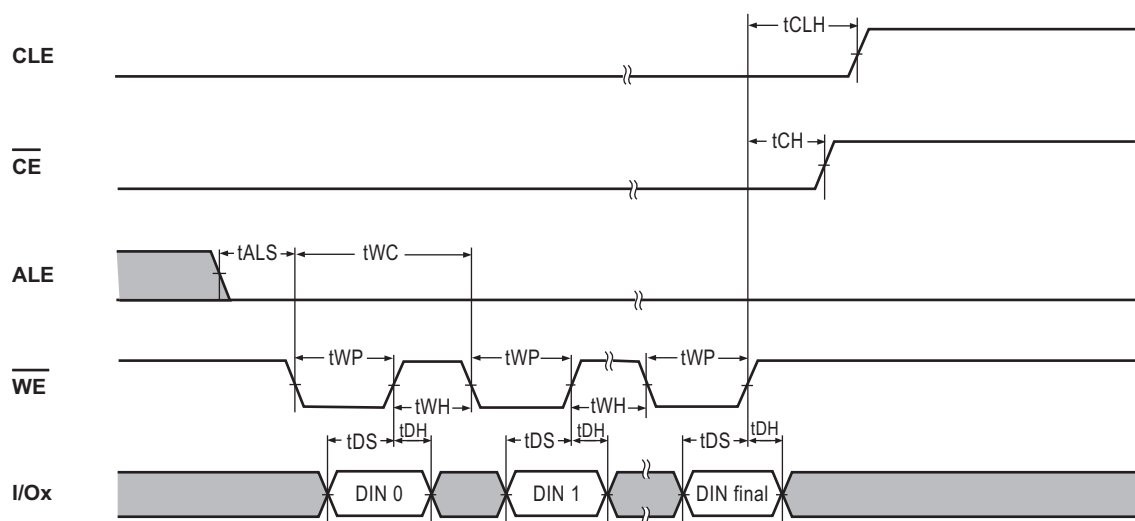 tCLH
CLE
tCH
CE
tALS
tWC
ALE
tWP
tWP
tWP
WE
tWH
tWH
tDS
tDH
tDS
tDH
tDS
tDH
I/Ox
DIN 0
DIN 1
DIN final